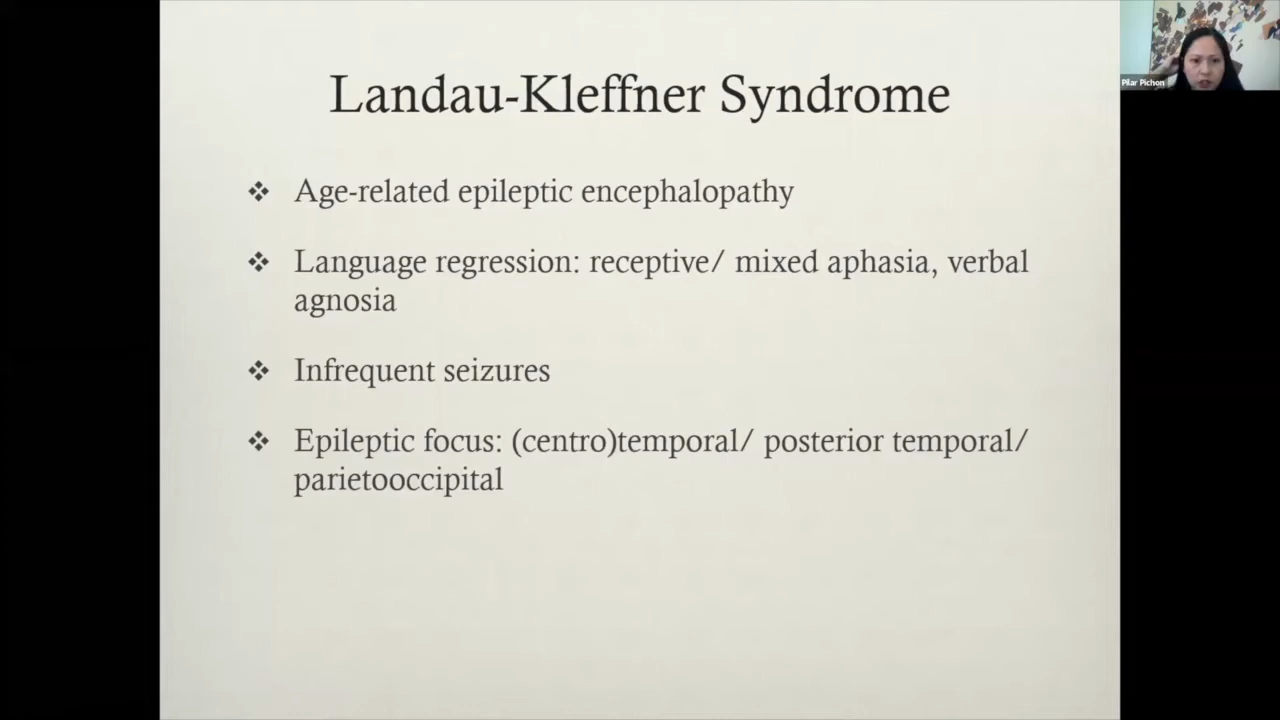 Landau-Kleffner Syndrome
❖ Age-related epileptic encephalopathy
❖ Language regression: receptive/ mixed aphasia, verbal
agnosia
❖ Infrequent seizures
❖ Epileptic focus: (centro)temporal/ posterior temporal/
parietooccipital
Pilar Pichon